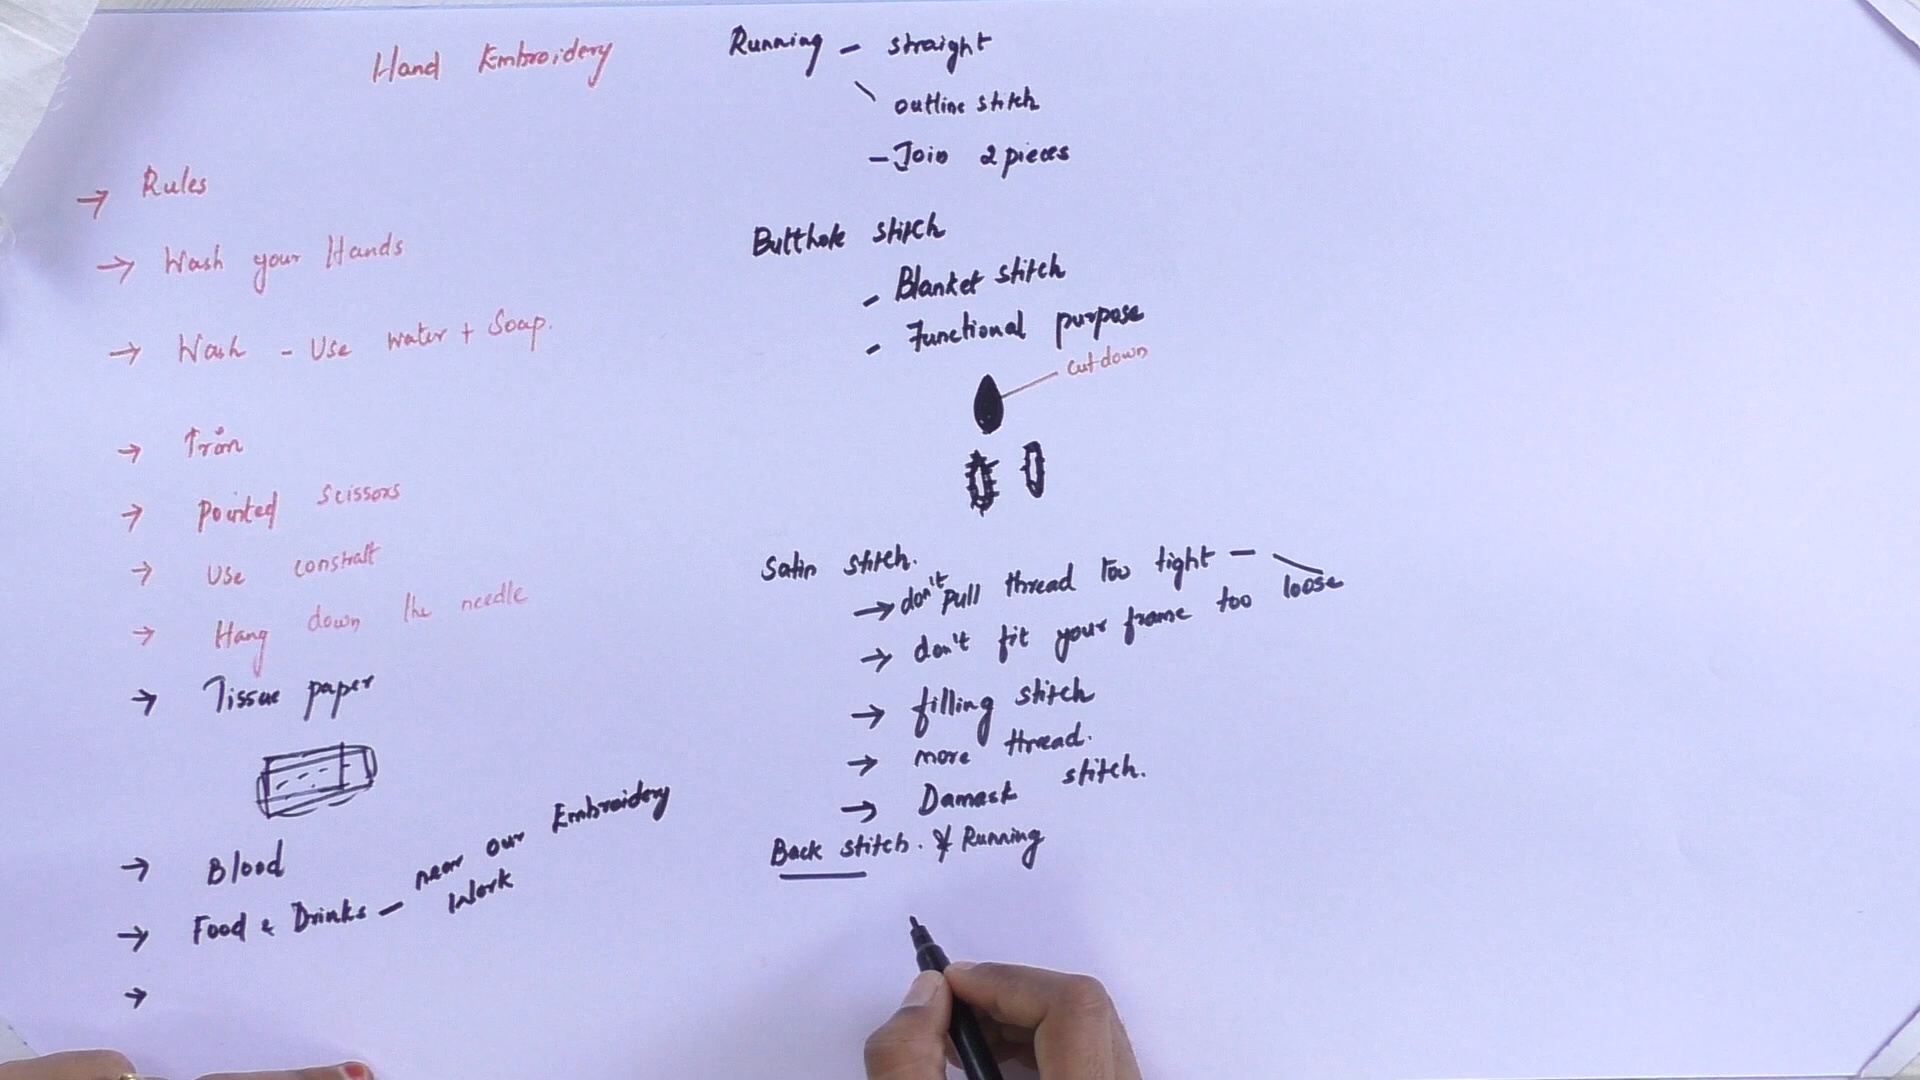 Hand Embroidery
→ Rules
→ Wash your Hands
→ Wash - Use water + Soap.
→ Iron
→ Pointed scissors
→ Use constratt
→ Hang down the needle
→ Tissue paper
→ Blood
→ Food & Drinks - near our Embroidery
work
→
Running - straight
outline stitch
- Join 2 pieces
Butthole stitch
- Blanket stitch
- Functional purpose
cut down
Satin stitch.
→ don't pull thread too tight -
→ don't fit your frame too loose
→ filling stitch
→ more thread.
→ Damask stitch.
Back stitch. & Running